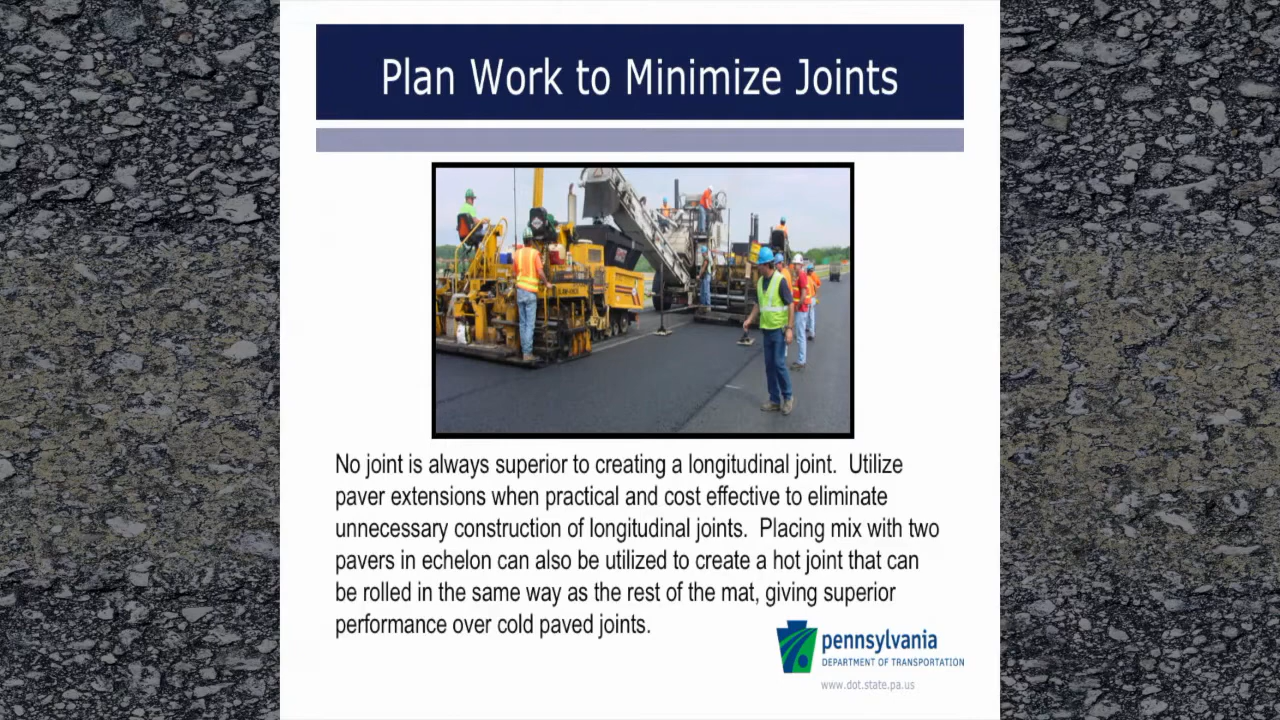 Plan Work to Minimize Joints
No joint is always superior to creating a longitudinal joint. Utilize
paver extensions when practical and cost effective to eliminate
unnecessary construction of longitudinal joints. Placing mix with two
pavers in echelon can also be utilized to create a hot joint that can
be rolled in the same way as the rest of the mat, giving superior
performance over cold paved joints.
pennsylvania
DEPARTMENT OF TRANSPORTATION
www.dot.state.pa.us